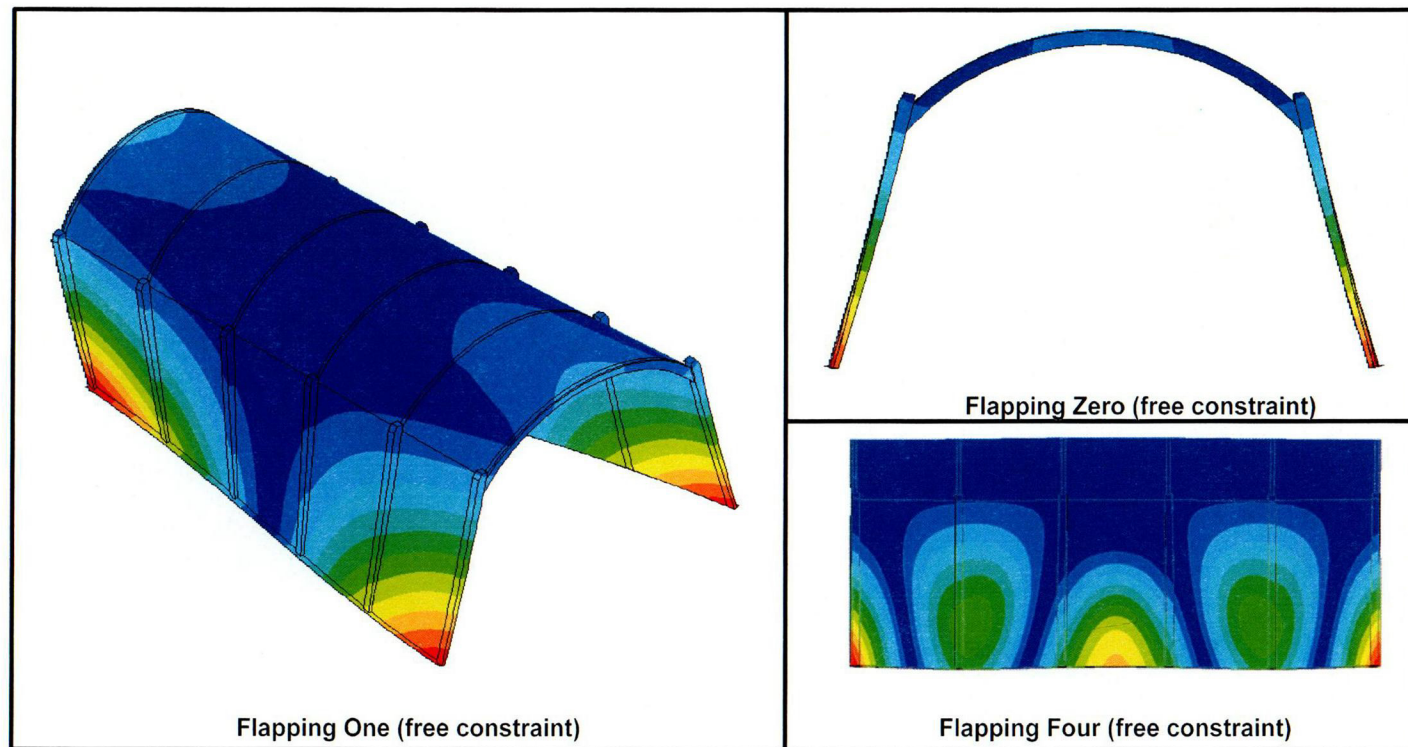 Flapping One (free constraint)
Flapping Zero (free constraint)
Flapping Four (free constraint)